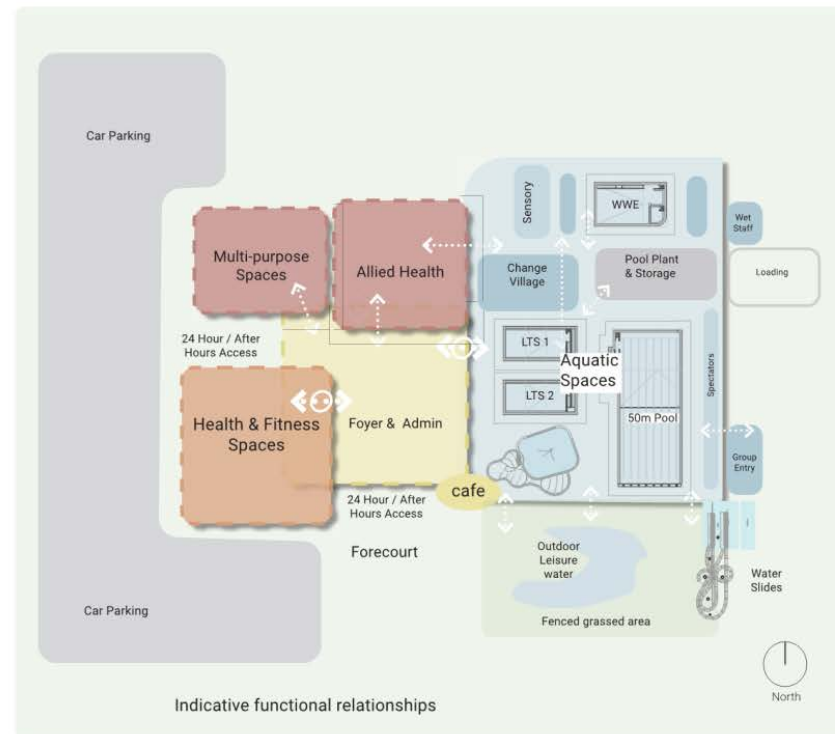 Car Parking
Sensory
WWE
Wet
Staff
Multi-purpose
Spaces
Allied Health
Change
Village
Pool Plant
& Storage
Loading
24 Hour / After
Hours Access
LTS 1
Aquatic
Spaces
Spectators
LTS 2
50m Pool
Health & Fitness
Spaces
Foyer & Admin
Group
Entry
cafe
24 Hour / After
Hours Access
Forecourt
Outdoor
Leisure
water
Water
Slides
Car Parking
Fenced grassed area
North
Indicative functional relationships